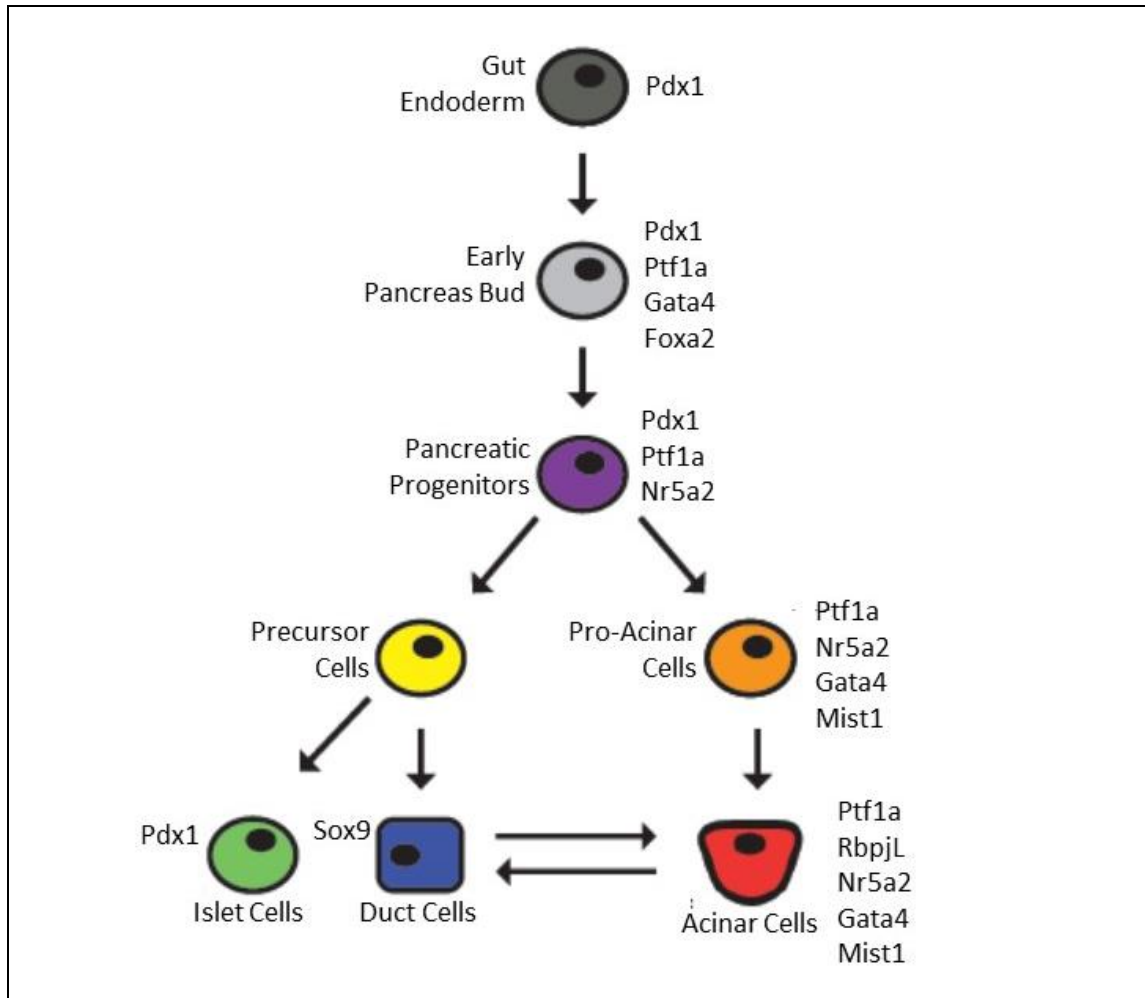 Gut
Endoderm
Pdx1
Early
Pancreas Bud
Pdx1
Ptf1a
Gata4
Foxa2
Pancreatic
Progenitors
Pdx1
Ptf1a
Nr5a2
Precursor
Cells
Pro-Acinar
Cells
Ptf1a
Nr5a2
Gata4
Mist1
Pdx1
Islet Cells
Sox9
Duct Cells
Acinar Cells
Ptf1a
RbpjL
Nr5a2
Gata4
Mist1